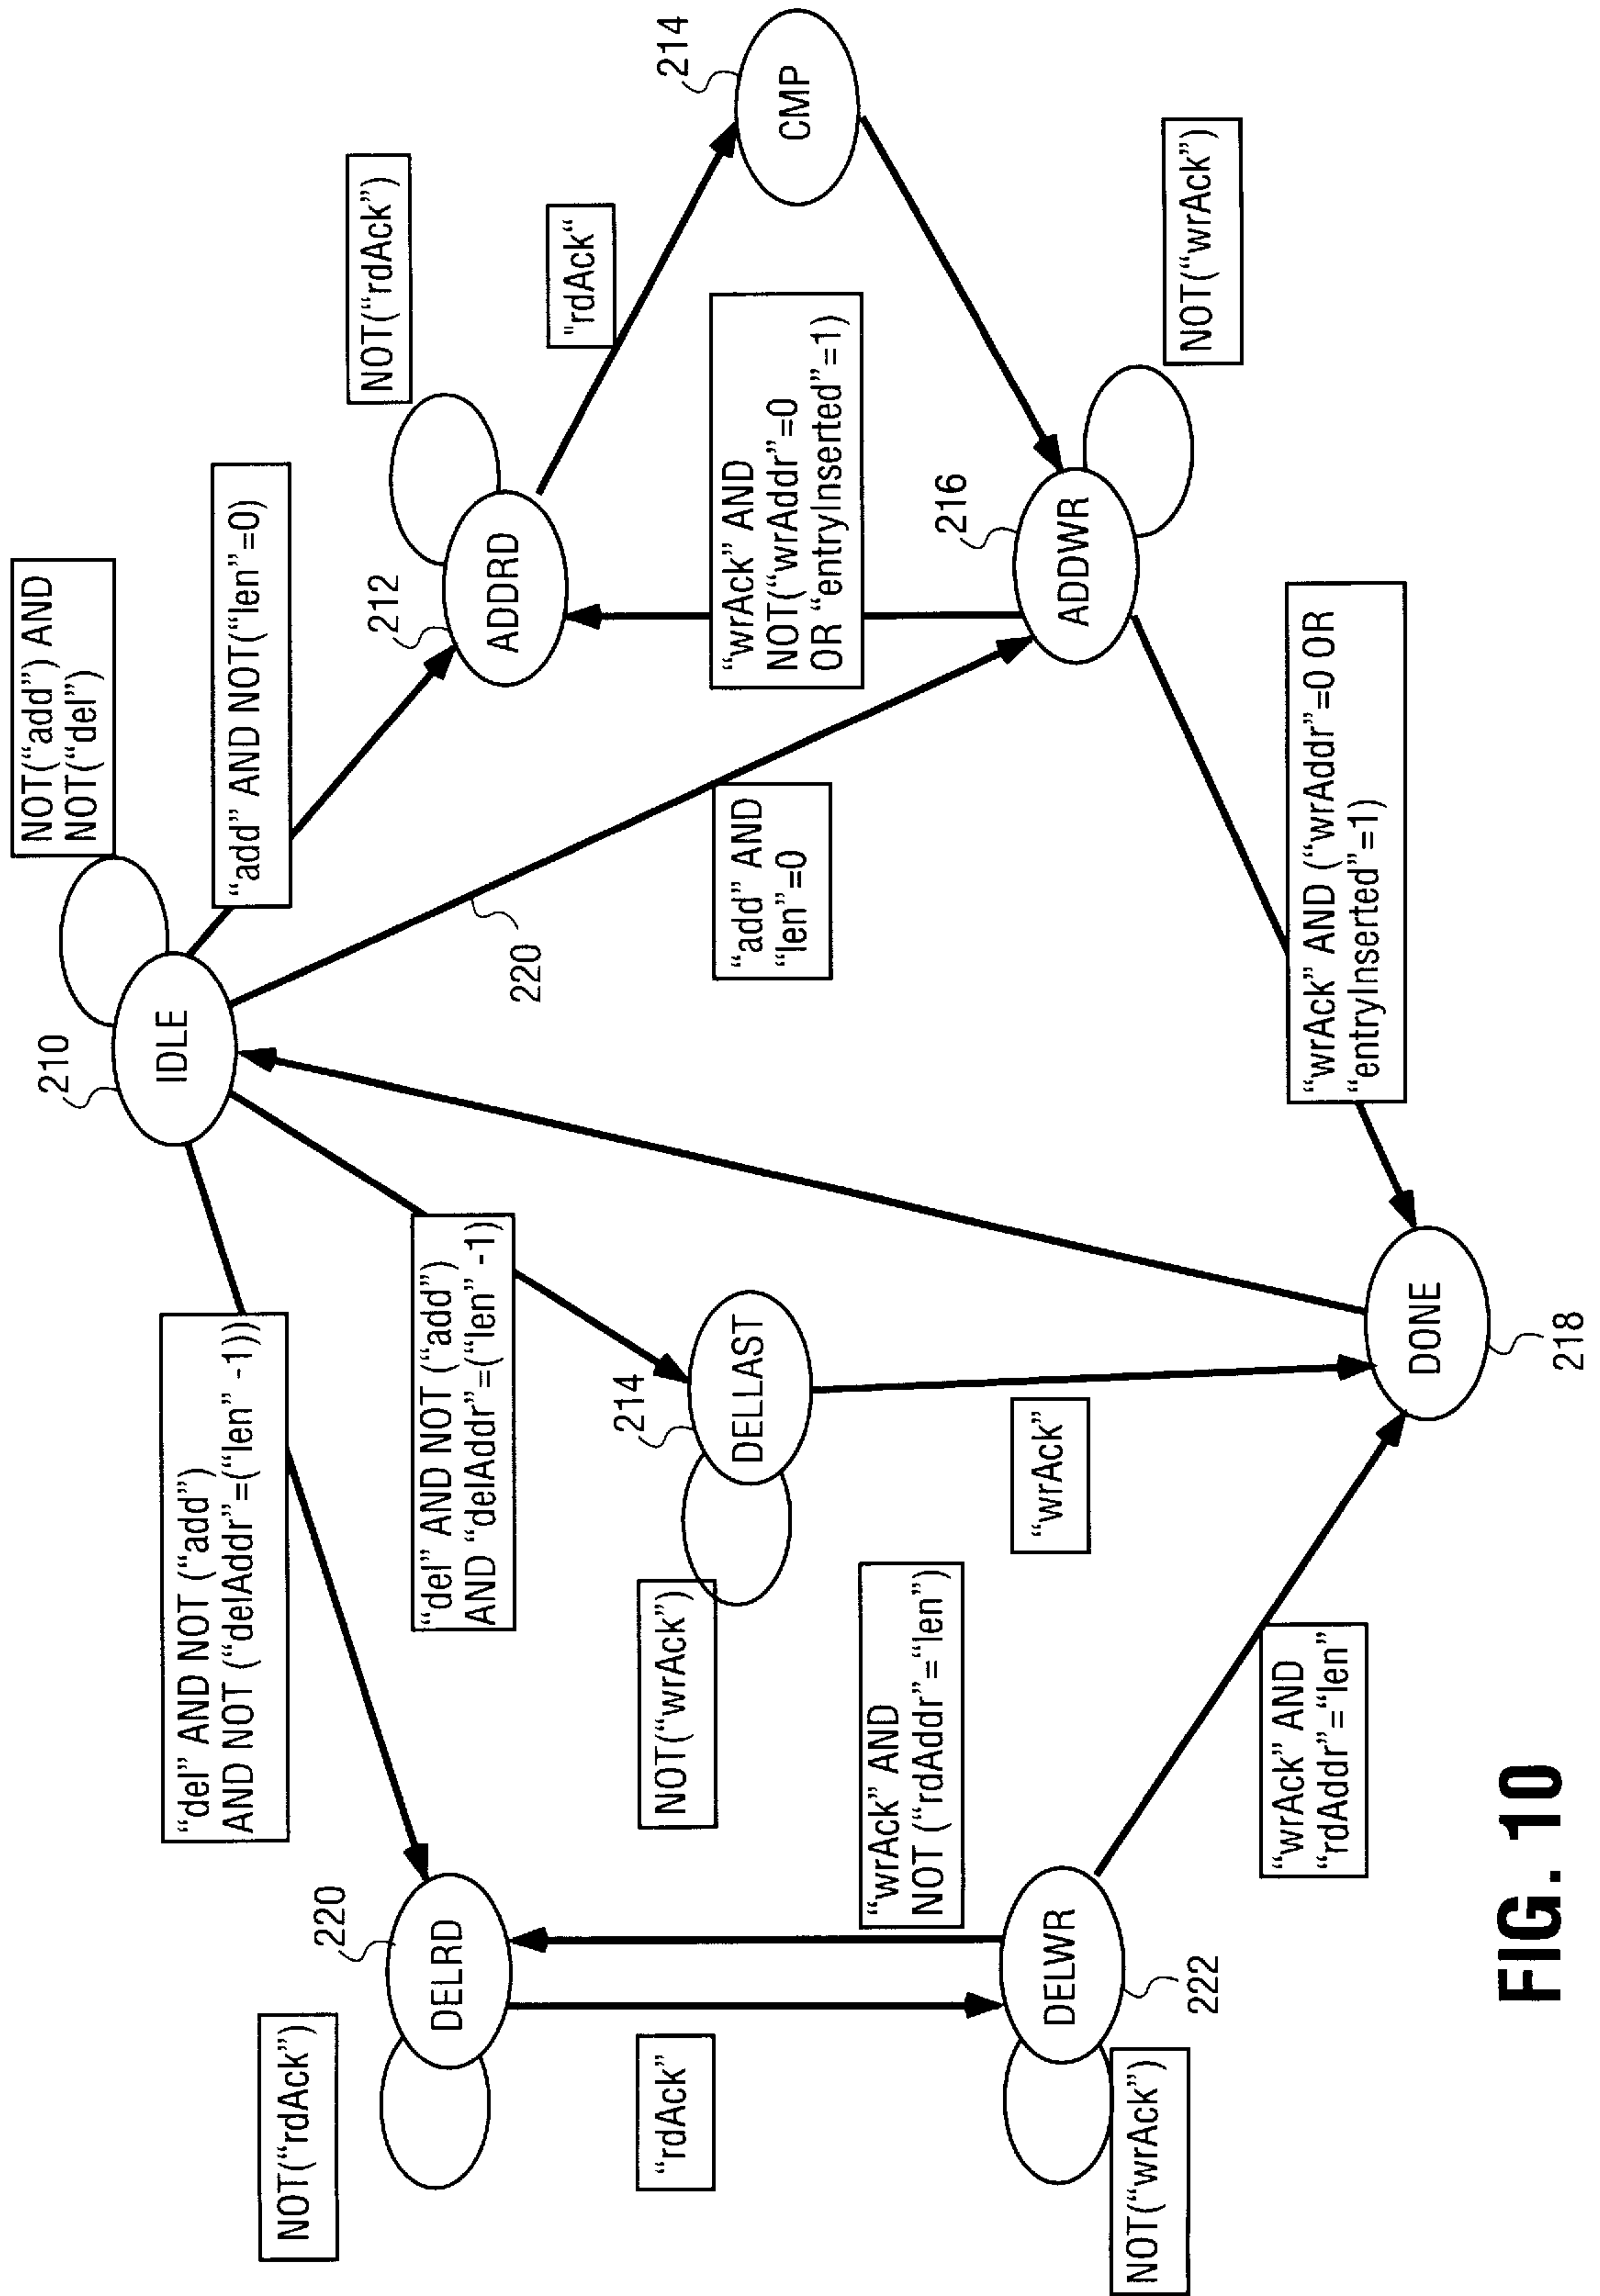 210
IDLE
NOT("add") AND
NOT("del")
"del" AND NOT ("add")
AND NOT ("delAddr"=("len" -1))
"add" AND NOT("len"=0)
220
DELRD
NOT("rdAck")
"del" AND NOT ("add")
AND "delAddr"=("len" -1)
212
ADDRD
NOT("rdAck")
"rdAck"
"rdAck"
214
CMP
NOT("wrAck")
214
DELLAST
220
"add" AND
"len"=0
"wrAck" AND
NOT("wrAddr"=0
OR "entryInserted"=1)
"wrAck" AND
NOT ("rdAddr"="len")
216
ADDWR
NOT("wrAck")
NOT("wrAck")
DELWR
222
"wrAck"
"wrAck" AND
"rdAddr"="len"
"wrAck" AND ("wrAddr"=0 OR
"entryInserted"=1)
DONE
218
FIG. 10